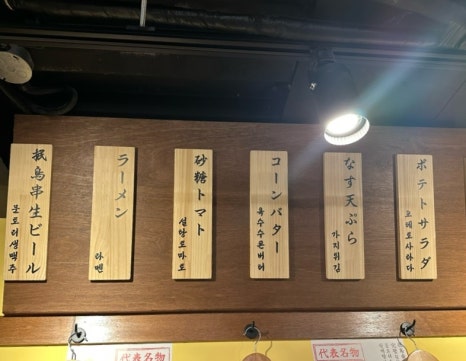 ポテトサラダ
포테토사라다
なす天ぷら
가지튀김
コーンバター
옥수수콘버터
砂糖トマト
설탕토마토
ラーメン
라멘
軍鳥串生ビール
代表名物
代表名物